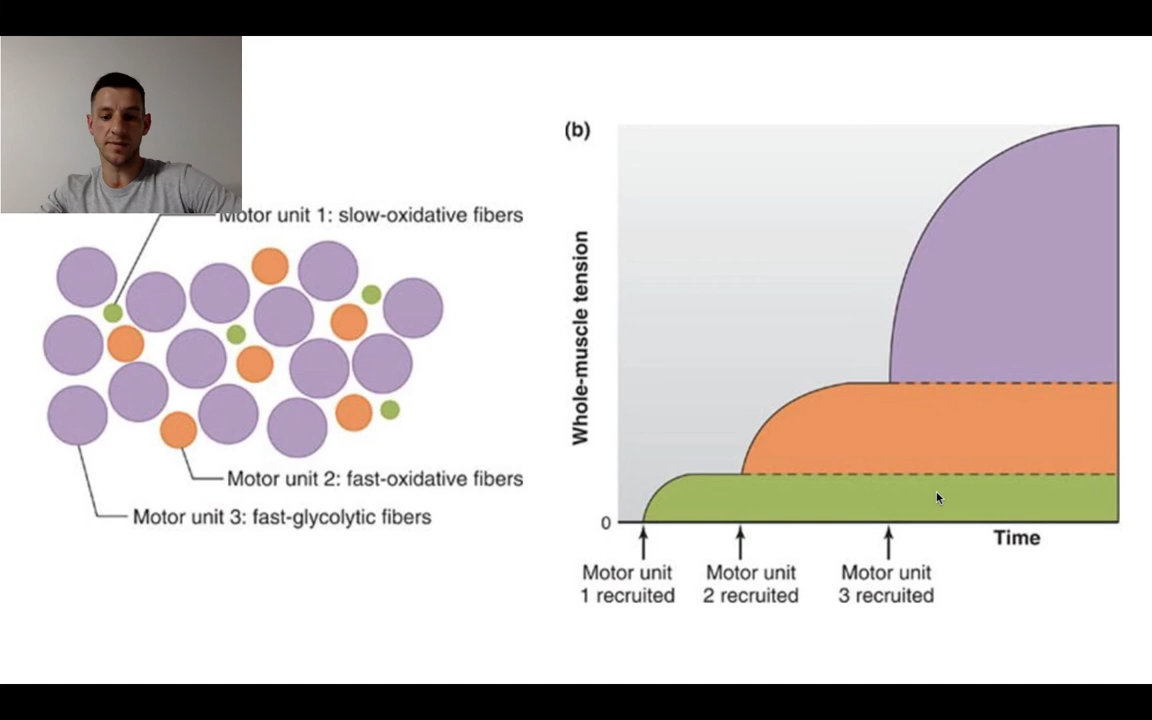 (b)
Motor unit 1: slow-oxidative fibers
Motor unit 2: fast-oxidative fibers
Motor unit 3: fast-glycolytic fibers
Whole-muscle tension
0
Time
Motor unit
1 recruited
Motor unit
2 recruited
Motor unit
3 recruited